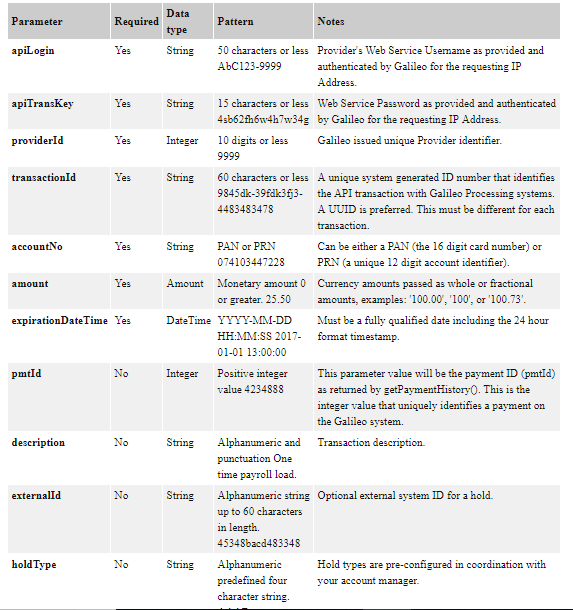 Parameter Required Data type Pattern Notes
apiLogin Yes String 50 characters or less Provider's Web Service Username as provided and
AbC123-9999 authenticated by Galileo for the requesting IP
Address.
apiTransKey Yes String 15 characters or less Web Service Password as provided and authenticated
4sb62fh6w4h7w34g by Galileo for the requesting IP Address.
providerId Yes Integer 10 digits or less Galileo issued unique Provider identifier.
9999
transactionId Yes String 60 characters or less A unique system generated ID number that identifies
9845dk-39fdk3fj3- the API transaction with Galileo Processing systems.
4483483478 A UUID is preferred. This must be different for each
transaction.
accountNo Yes String PAN or PRN Can be either a PAN (the 16 digit card number) or
074103447228 PRN (a unique 12 digit account identifier).
amount Yes Amount Monetary amount 0 Currency amounts passed as whole or fractional
or greater. 25.50 amounts, examples: '100.00', '100', or '100.73'.
expirationDateTime Yes DateTime YYYY-MM-DD Must be a fully qualified date including the 24 hour
HH:MM:SS 2017- format timestamp.
01-01 13:00:00
pmtId No Integer Positive integer This parameter value will be the payment ID (pmtId)
value 4234888 as returned by getPaymentHistory(). This is the
integer value that uniquely identifies a payment on
the Galileo system.
description No String Alphanumeric and Transaction description.
punctuation One
time payroll load.
externalId No String Alphanumeric string Optional external system ID for a hold.
up to 60 characters
in length.
45348bacd483348
holdType No String Alphanumeric Hold types are pre-configured in coordination with
predefined four your account manager.
character string.